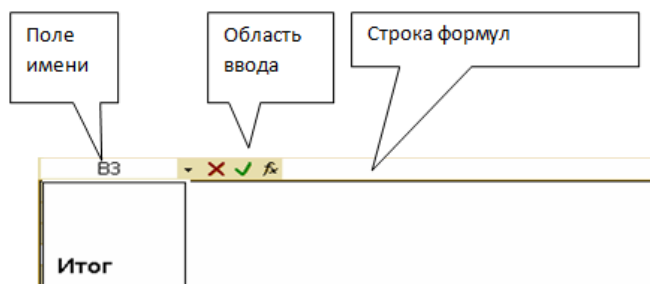 Поле
имени
Область
ввода
Строка формул
B3
fx
Итог